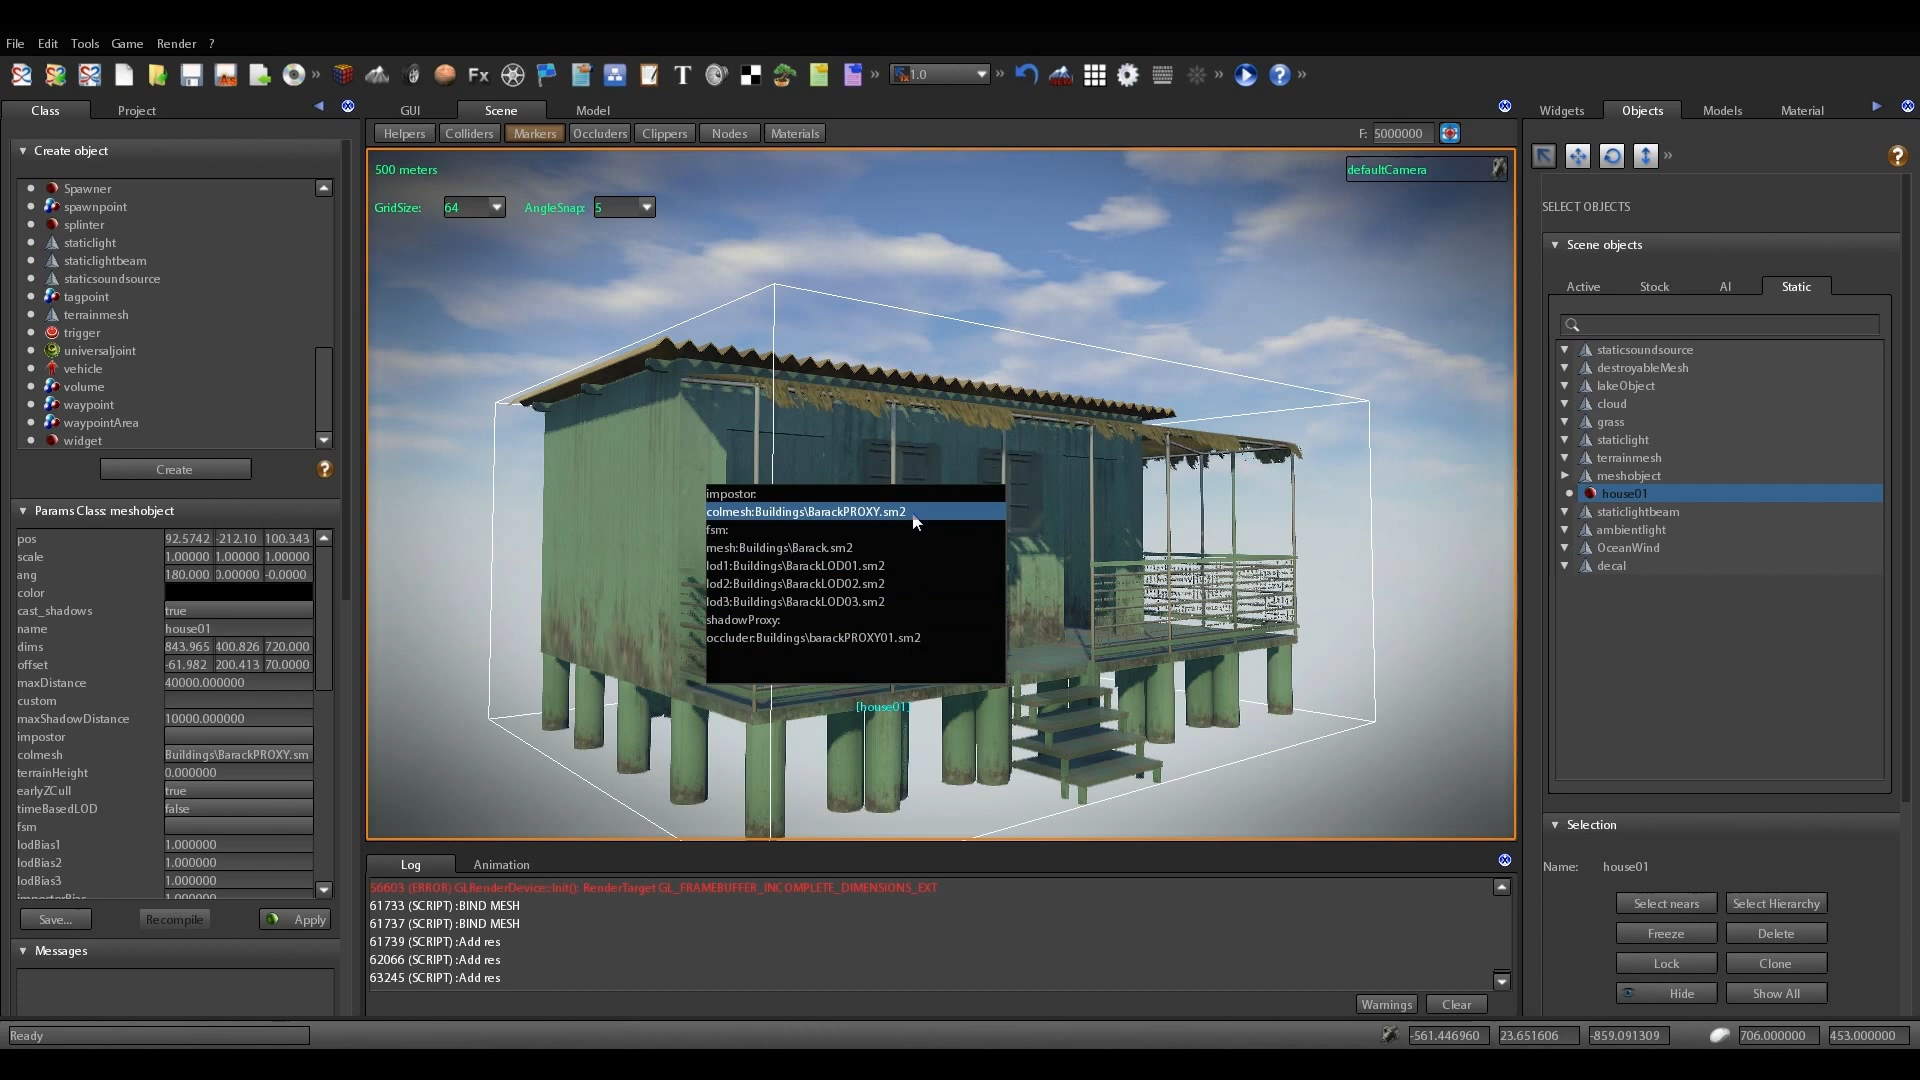 File Edit Tools Game Render ?
Fx T 1.0
Class Project
GUI Scene Model
Widgets Objects Models Material
Helpers Colliders Markers Occluders Clippers Nodes Materials F: 5000000
Create object
Spawner
spawnpoint
splinter
staticlight
staticlightbeam
staticsoundsource
tagpoint
terrainmesh
trigger
universaljoint
vehicle
volume
waypoint
waypointArea
widget
Create
Params Class: meshobject
pos 92.5742 -212.10 100.343
scale 1.00000 1.00000 1.00000
ang 180.000 0.00000 -0.0000
color
cast_shadows true
name house01
dims 843.965 400.826 720.000
offset -61.982 200.413 70.0000
maxDistance 40000.000000
custom
maxShadowDistance 10000.000000
impostor
colmesh Buildings\BarackPROXY.sm
terrainHeight 0.000000
earlyZCull true
timeBasedLOD false
fsm
lodBias1 1.000000
lodBias2 1.000000
lodBias3 1.000000
Save... Recompile Apply
Messages
500 meters
defaultCamera
GridSize: 64 AngleSnap: 5
impostor:
colmesh:Buildings\BarackPROXY.sm2
fsm:
mesh:Buildings\Barack.sm2
lod1:Buildings\BarackLOD01.sm2
lod2:Buildings\BarackLOD02.sm2
lod3:Buildings\BarackLOD03.sm2
shadowProxy:
occluder:Buildings\barackPROXY01.sm2
[house01]
Log Animation
56603 (ERROR) GLRenderDevice::Init(): RenderTarget GL_FRAMEBUFFER_INCOMPLETE_DIMENSIONS_EXT
61733 (SCRIPT) :BIND MESH
61737 (SCRIPT) :BIND MESH
61739 (SCRIPT) :Add res
62066 (SCRIPT) :Add res
63245 (SCRIPT) :Add res
Warnings Clear
SELECT OBJECTS
Scene objects
Active Stock AI Static
staticsoundsource
destroyableMesh
lakeObject
cloud
grass
staticlight
terrainmesh
meshobject
house01
staticlightbeam
ambientlight
OceanWind
decal
Selection
Name: house01
Select nears Select Hierarchy
Freeze Delete
Lock Clone
Hide Show All
Ready
-561.446960 23.651606 -859.091309 706.000000 453.000000